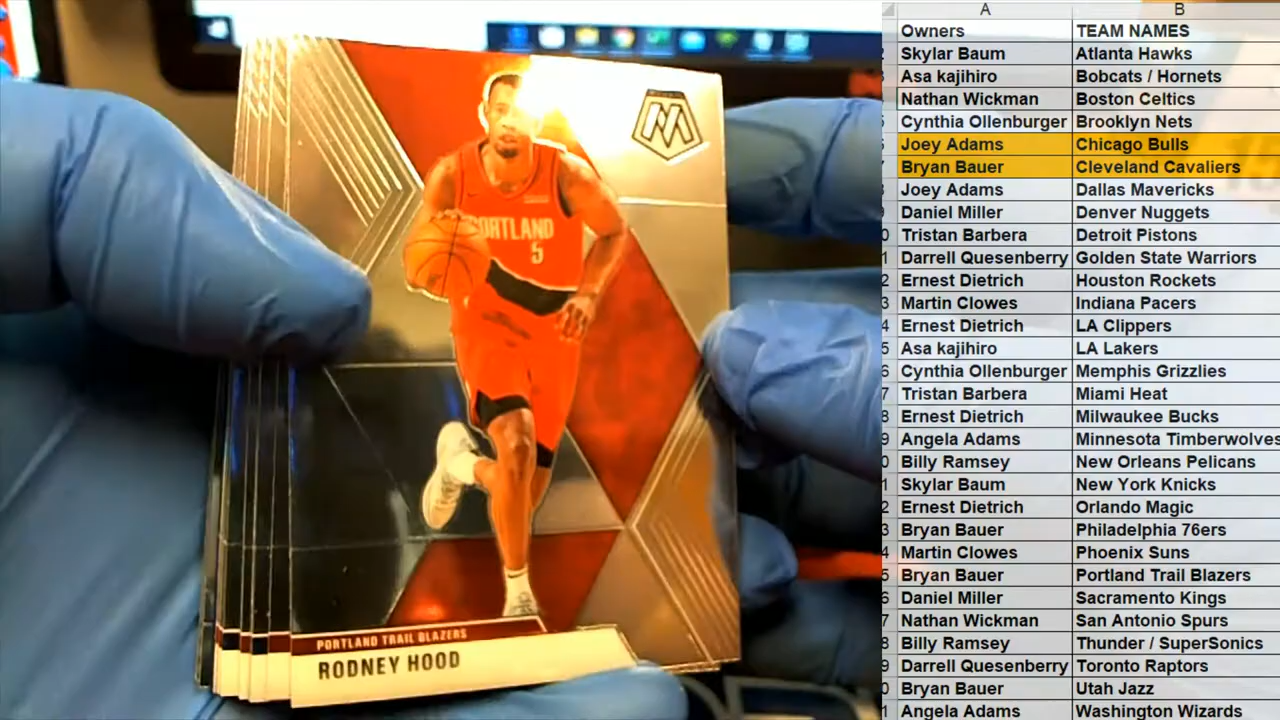 PORTLAND
5
PORTLAND TRAIL BLAZERS
RODNEY HOOD
A B
Owners TEAM NAMES
Skylar Baum Atlanta Hawks
Asa kajihiro Bobcats / Hornets
Nathan Wickman Boston Celtics
Cynthia Ollenburger Brooklyn Nets
Joey Adams Chicago Bulls
Bryan Bauer Cleveland Cavaliers
Joey Adams Dallas Mavericks
Daniel Miller Denver Nuggets
Tristan Barbera Detroit Pistons
Darrell Quesenberry Golden State Warriors
Ernest Dietrich Houston Rockets
Martin Clowes Indiana Pacers
Ernest Dietrich LA Clippers
Asa kajihiro LA Lakers
Cynthia Ollenburger Memphis Grizzlies
Tristan Barbera Miami Heat
Ernest Dietrich Milwaukee Bucks
Angela Adams Minnesota Timberwolves
Billy Ramsey New Orleans Pelicans
Skylar Baum New York Knicks
Ernest Dietrich Orlando Magic
Bryan Bauer Philadelphia 76ers
Martin Clowes Phoenix Suns
Bryan Bauer Portland Trail Blazers
Daniel Miller Sacramento Kings
Nathan Wickman San Antonio Spurs
Billy Ramsey Thunder / SuperSonics
Darrell Quesenberry Toronto Raptors
Bryan Bauer Utah Jazz
Angela Adams Washington Wizards